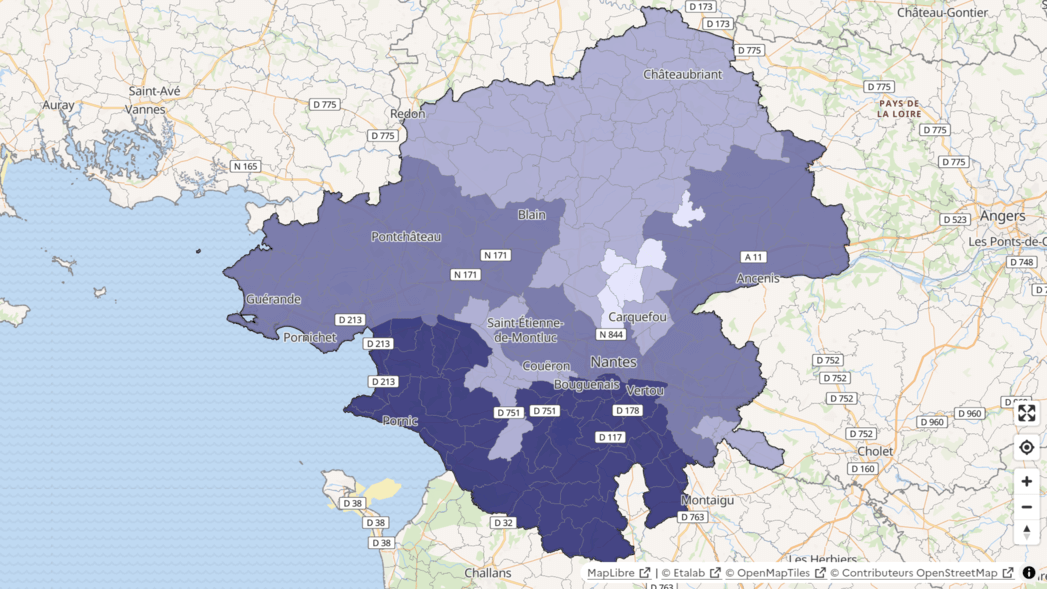 D 173
Château-Gontier
D 173
D 775
Châteaubriant
Saint-Avé
Auray
Vannes
D 775
Redon
D 775
D 775
PAYS DE
LA LOIRE
D 775
D 775
N 165
Blain
D 523
Angers
Pontchâteau
Les Ponts-de-C
N 171
A 11
D 748
N 171
Ancenis
Guérande
D 213
Saint-Étienne-
de-Montluc
Carquefou
Pornichet
N 844
D 213
Couëron
Nantes
D 752
D 213
Bouguenais
Vertou
D 752
D 752
D 751
D 751
D 178
D 960
D 960
Pornic
D 117
D 752
Cholet
D 160
D 38
Montaigu
D 763
D 38
D 32
D 38
Les Herbiers
Challans
D 763
MapLibre | © Etalab © OpenMapTiles © Contributeurs OpenStreetMap